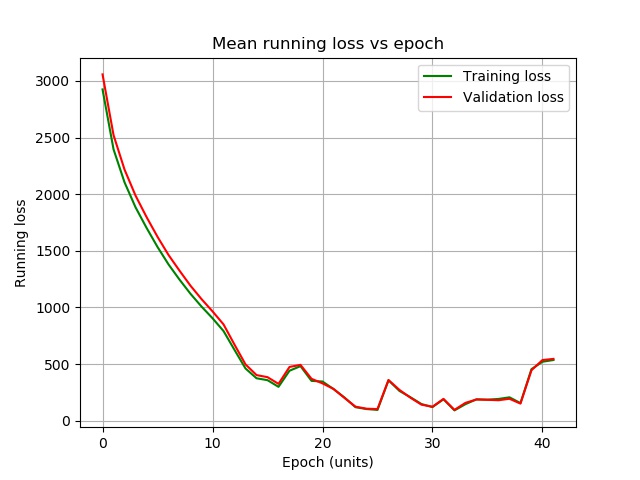 Mean running loss vs epoch
Training loss
Validation loss
3000
2500
2000
1500
1000
500
0
Running loss
0 10 20 30 40
Epoch (units)